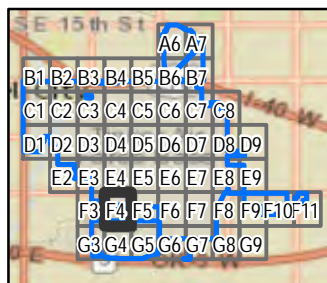 SE 15th St
A6 A7
B1 B2 B3 B4 B5 B6 B7
C1 C2 C3 C4 C5 C6 C7 C8
I-40 W
D1 D2 D3 D4 D5 D6 D7 D8 D9
E2 E3 E4 E5 E6 E7 E8 E9
F3 F4 F5 F6 F7 F8 F9 F10 F11
G3 G4 G5 G6 G7 G8 G9